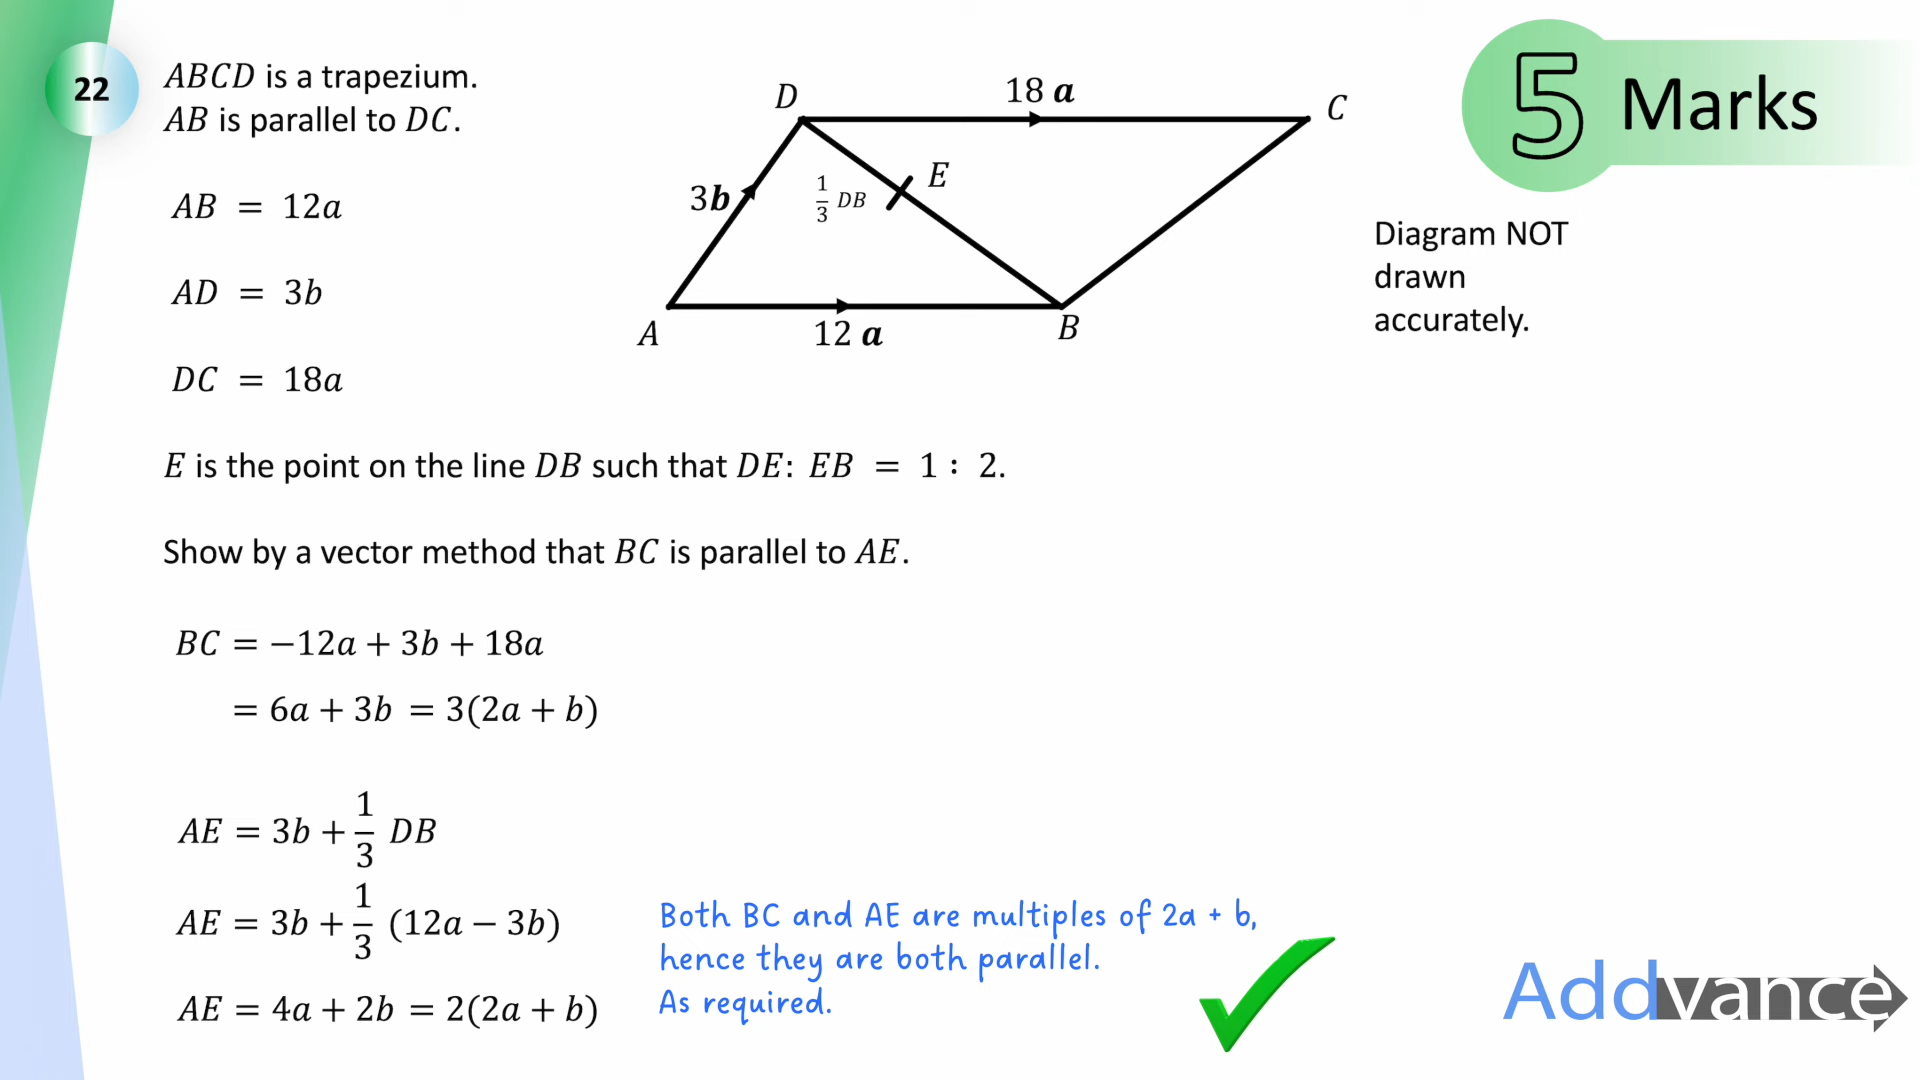 22
ABCD is a trapezium.
AB is parallel to DC.
AB = 12a
AD = 3b
DC = 18a
D
18 a
C
3b
1/3 DB
E
A
12 a
B
5 Marks
Diagram NOT
drawn
accurately.
E is the point on the line DB such that DE: EB = 1 : 2.
Show by a vector method that BC is parallel to AE.
BC = −12a + 3b + 18a
= 6a + 3b = 3(2a + b)
AE = 3b + 1/3 DB
AE = 3b + 1/3 (12a − 3b)
AE = 4a + 2b = 2(2a + b)
Both BC and AE are multiples of 2a + b,
hence they are both parallel.
As required.
Addvance